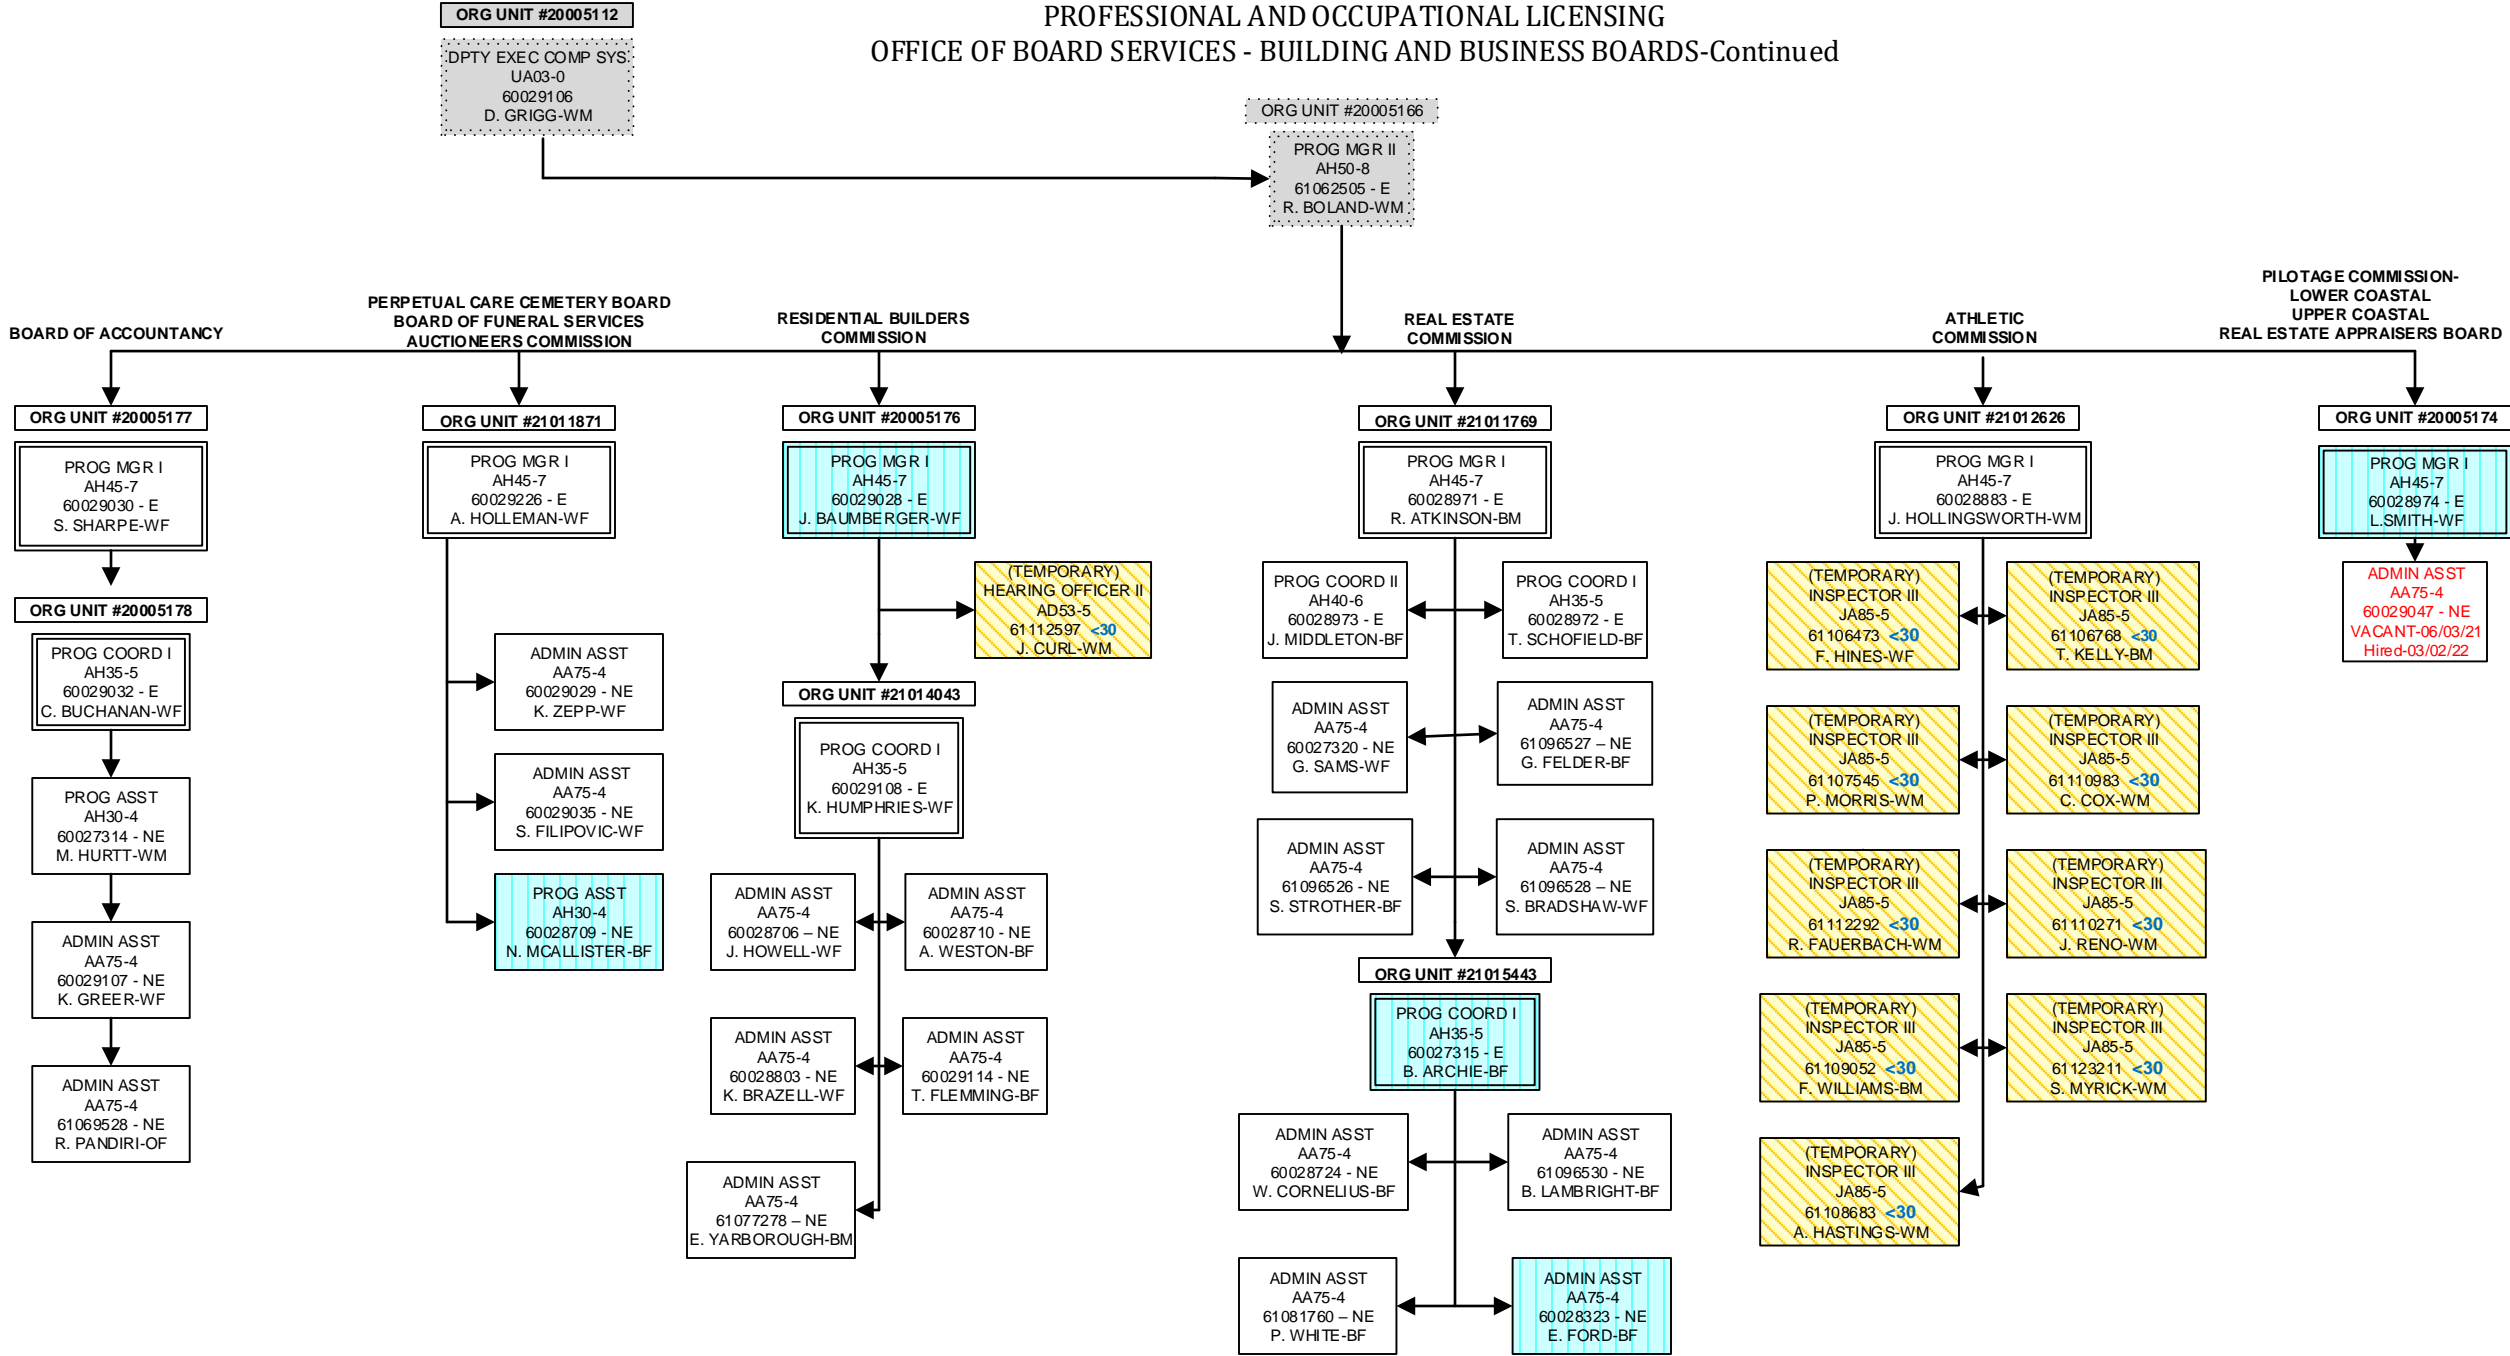 ORG UNIT #20005112
PROFESSIONAL AND OCCUPATIONAL LICENSING
OFFICE OF BOARD SERVICES - BUILDING AND BUSINESS BOARDS-Continued
DPTY EXEC COMP SYS
UA03-0
60029106
D. GRIGG-WM
ORG UNIT #20005166
PROG MGR II
AH50-8
61062505 - E
R. BOLAND-WM
BOARD OF ACCOUNTANCY
ORG UNIT #20005177
PROG MGR I
AH45-7
60029030 - E
S. SHARPE-WF
ORG UNIT #20005178
PROG COORD I
AH35-5
60029032 - E
C. BUCHANAN-WF
PROG ASST
AH30-4
60027314 - NE
M. HURTT-WM
ADMIN ASST
AA75-4
60029107 - NE
K. GREER-WF
ADMIN ASST
AA75-4
61069528 - NE
R. PANDIRI-OF
PERPETUAL CARE CEMETERY BOARD
BOARD OF FUNERAL SERVICES
AUCTIONEERS COMMISSION
ORG UNIT #21011871
PROG MGR I
AH45-7
60029226 - E
A. HOLLEMAN-WF
ADMIN ASST
AA75-4
60029029 - NE
K. ZEPP-WF
ADMIN ASST
AA75-4
60029035 - NE
S. FILIPOVIC-WF
PROG ASST
AH30-4
60028709 - NE
N. MCALLISTER-BF
RESIDENTIAL BUILDERS
COMMISSION
ORG UNIT #20005176
PROG MGR I
AH45-7
60029028 - E
J. BAUMBERGER-WF
(TEMPORARY)
HEARING OFFICER II
AD53-5
61112597 <30
J. CURL-WM
ORG UNIT #21014043
PROG COORD I
AH35-5
60029108 - E
K. HUMPHRIES-WF
ADMIN ASST
AA75-4
60028706 – NE
J. HOWELL-WF
ADMIN ASST
AA75-4
60028710 - NE
A. WESTON-BF
ADMIN ASST
AA75-4
60028803 - NE
K. BRAZELL-WF
ADMIN ASST
AA75-4
60029114 - NE
T. FLEMMING-BF
ADMIN ASST
AA75-4
61077278 – NE
E. YARBOROUGH-BM
REAL ESTATE
COMMISSION
ORG UNIT #21011769
PROG MGR I
AH45-7
60028971 - E
R. ATKINSON-BM
PROG COORD II
AH40-6
60028973 - E
J. MIDDLETON-BF
PROG COORD I
AH35-5
60028972 - E
T. SCHOFIELD-BF
ADMIN ASST
AA75-4
60027320 - NE
G. SAMS-WF
ADMIN ASST
AA75-4
61096527 – NE
G. FELDER-BF
ADMIN ASST
AA75-4
61096526 - NE
S. STROTHER-BF
ADMIN ASST
AA75-4
61096528 – NE
S. BRADSHAW-WF
ORG UNIT #21015443
PROG COORD I
AH35-5
60027315 - E
B. ARCHIE-BF
ADMIN ASST
AA75-4
60028724 - NE
W. CORNELIUS-BF
ADMIN ASST
AA75-4
61096530 - NE
B. LAMBRIGHT-BF
ADMIN ASST
AA75-4
61081760 – NE
P. WHITE-BF
ADMIN ASST
AA75-4
60028323 - NE
E. FORD-BF
ATHLETIC
COMMISSION
ORG UNIT #21012626
PROG MGR I
AH45-7
60028883 - E
J. HOLLINGSWORTH-WM
(TEMPORARY)
INSPECTOR III
JA85-5
61106473 <30
F. HINES-WF
(TEMPORARY)
INSPECTOR III
JA85-5
61106768 <30
T. KELLY-BM
(TEMPORARY)
INSPECTOR III
JA85-5
61107545 <30
P. MORRIS-WM
(TEMPORARY)
INSPECTOR III
JA85-5
61110983 <30
C. COX-WM
(TEMPORARY)
INSPECTOR III
JA85-5
61112292 <30
R. FAUERBACH-WM
(TEMPORARY)
INSPECTOR III
JA85-5
61110271 <30
J. RENO-WM
(TEMPORARY)
INSPECTOR III
JA85-5
61109052 <30
F. WILLIAMS-BM
(TEMPORARY)
INSPECTOR III
JA85-5
61123211 <30
S. MYRICK-WM
(TEMPORARY)
INSPECTOR III
JA85-5
61108683 <30
A. HASTINGS-WM
PILOTAGE COMMISSION-
LOWER COASTAL
UPPER COASTAL
REAL ESTATE APPRAISERS BOARD
ORG UNIT #20005174
PROG MGR I
AH45-7
60028974 - E
L.SMITH-WF
ADMIN ASST
AA75-4
60029047 - NE
VACANT-06/03/21
Hired-03/02/22